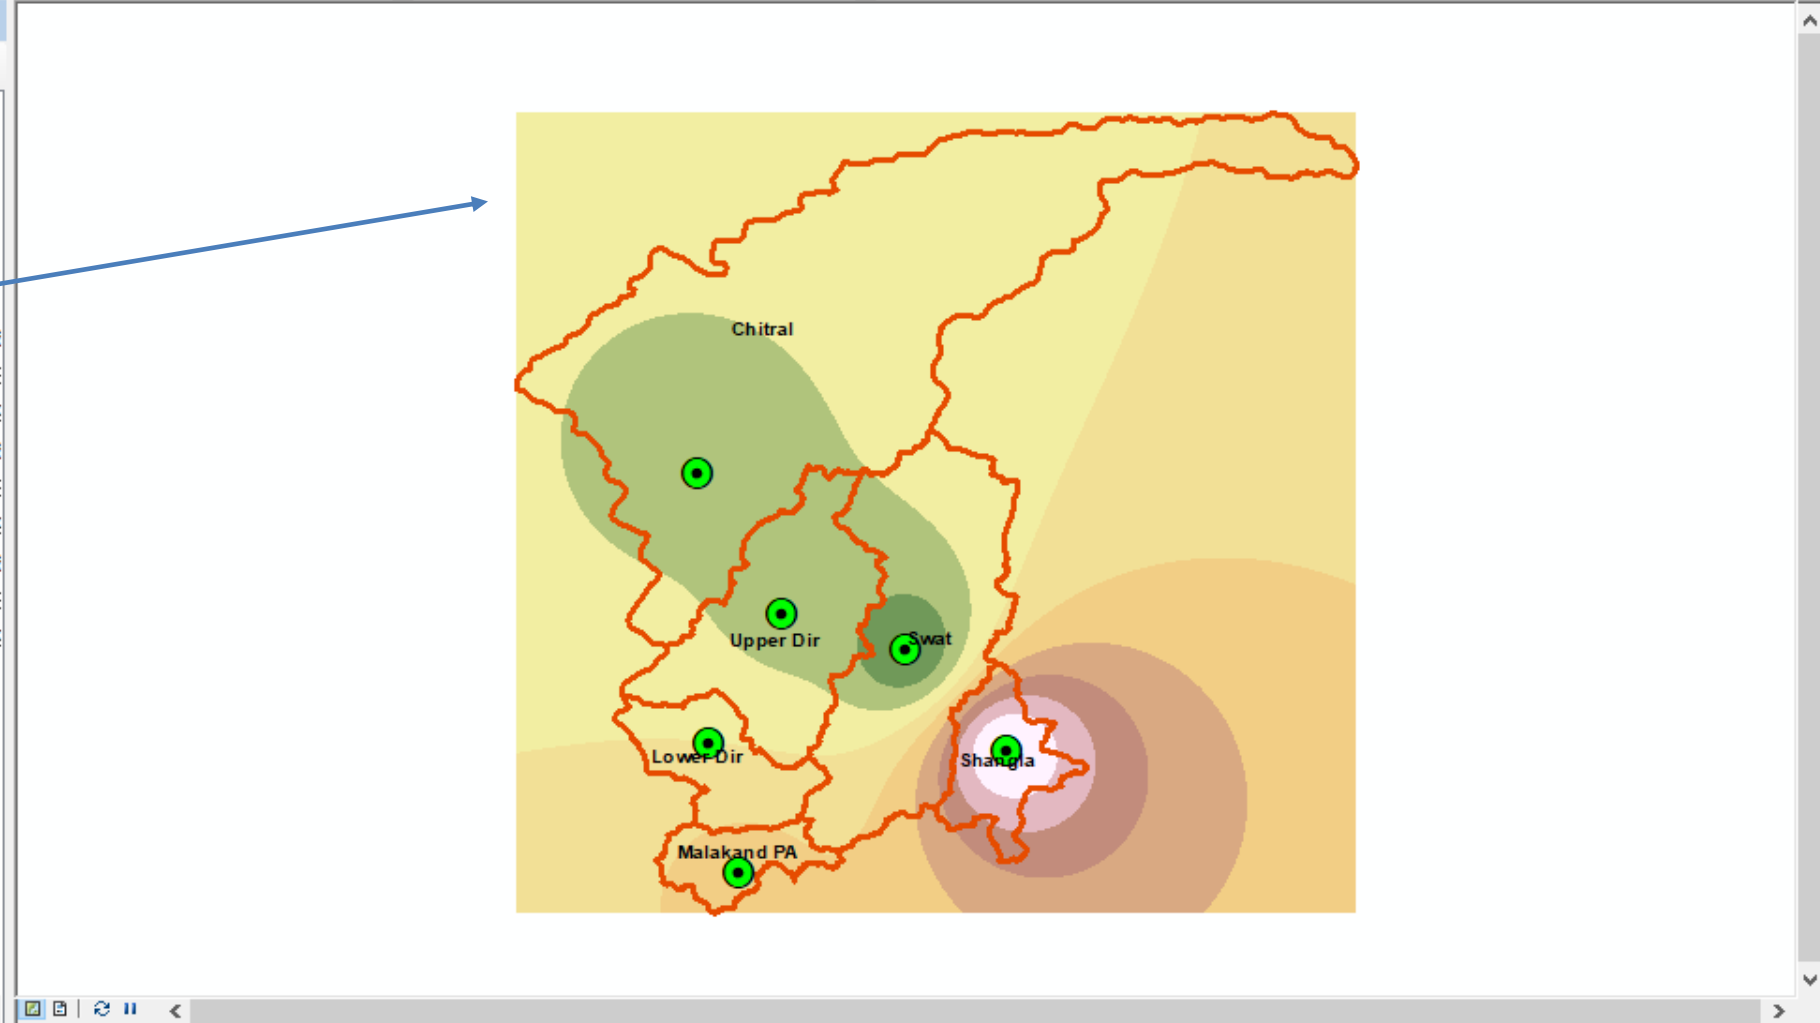 Chitral
Upper Dir
Swat
Lower Dir
Shangla
Malakand PA